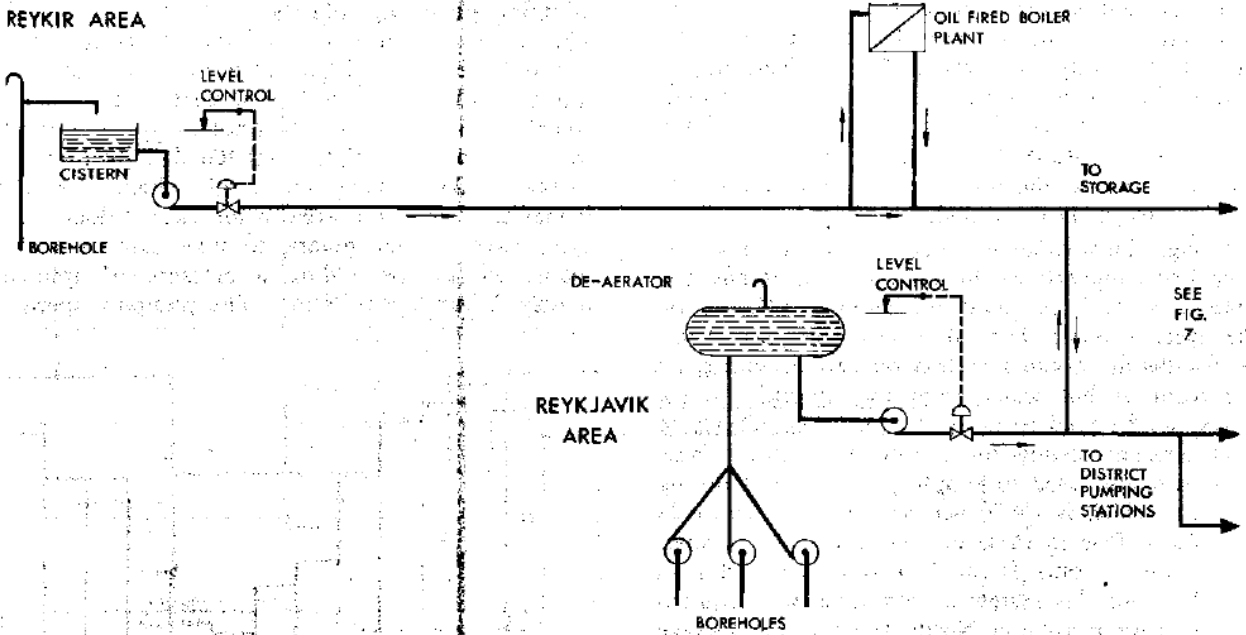 REYKIR AREA
OIL FIRED BOILER
PLANT
LEVEL
CONTROL
CISTERN
TO
STORAGE
BOREHOLE
DE-AERATOR
LEVEL
CONTROL
SEE
FIG.
7
REYKJAVIK
AREA
TO
DISTRICT
PUMPING
STATIONS
BOREHOLES